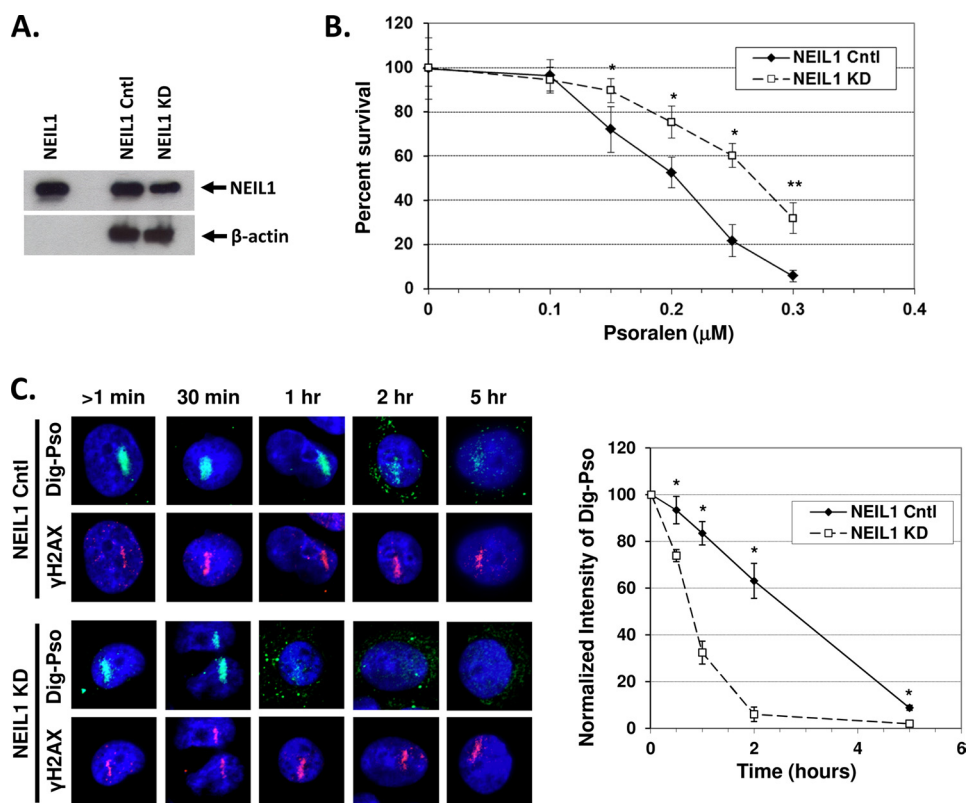 A.
NEIL1
NEIL1 Cntl
NEIL1 KD
NEIL1
β-actin
B.
Percent survival
120
100
80
60
40
20
0
0
0.1
0.2
0.3
0.4
Psoralen (μM)
NEIL1 Cntl
NEIL1 KD
*
*
*
**
C.
>1 min
30 min
1 hr
2 hr
5 hr
NEIL1 Cntl
Dig-Pso
γH2AX
NEIL1 KD
Dig-Pso
γH2AX
Normalized Intensity of Dig-Pso
120
100
80
60
40
20
0
0
2
4
6
Time (hours)
NEIL1 Cntl
NEIL1 KD
*
*
*
*